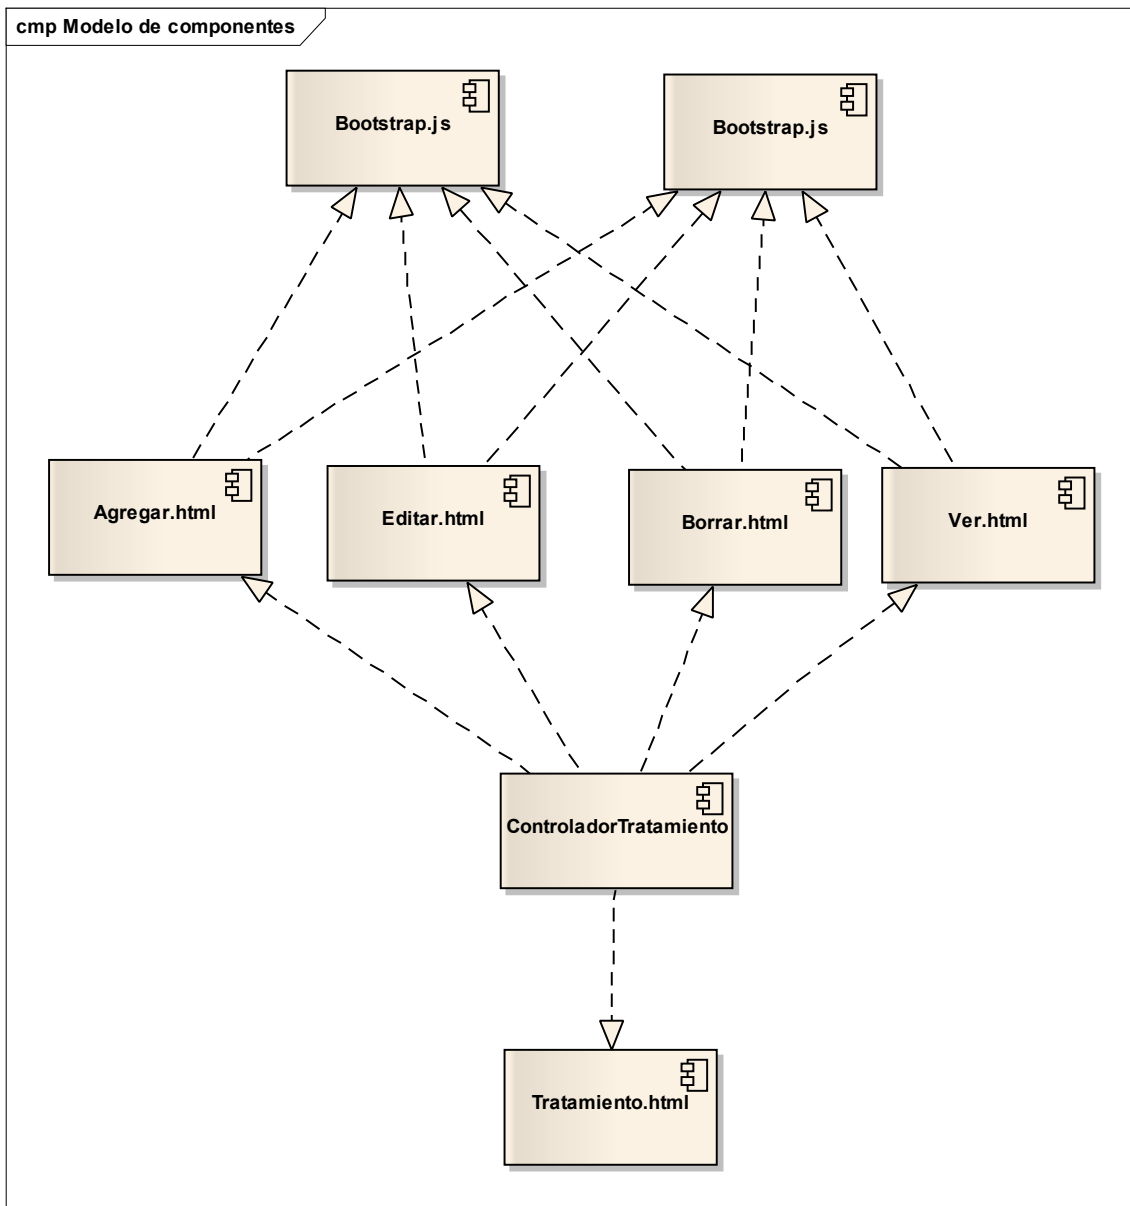 cmp Modelo de componentes
Bootstrap.js
Bootstrap.js
Agregar.html
Editar.html
Borrar.html
Ver.html
ControladorTratamiento
Tratamiento.html